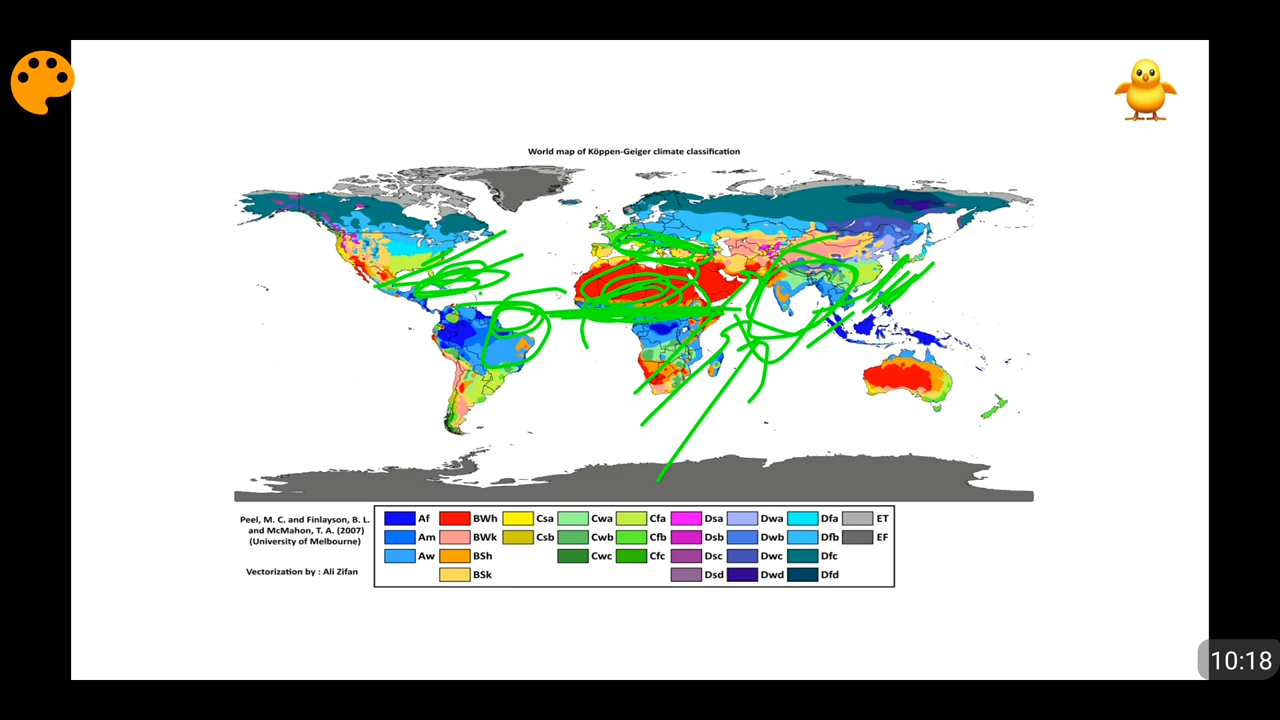 World map of Köppen-Geiger climate classification
Peel, M. C. and Finlayson, B. L.
and McMahon, T. A. (2007)
(University of Melbourne)
Vectorization by : Ali Zifan
Af BWh Csa Cwa Cfa Dsa Dwa Dfa ET
Am BWk Csb Cwb Cfb Dsb Dwb Dfb EF
Aw BSh Cwc Cfc Dsc Dwc Dfc
BSk Dsd Dwd Dfd
10:18